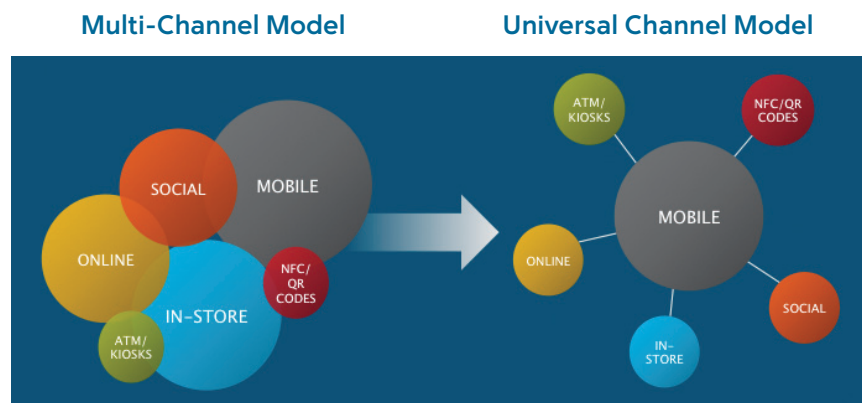 Multi-Channel Model
Universal Channel Model
SOCIAL
MOBILE
ONLINE
NFC/
QR
CODES
IN-STORE
ATM/
KIOSKS
ATM/
KIOSKS
NFC/QR
CODES
MOBILE
ONLINE
SOCIAL
IN-
STORE